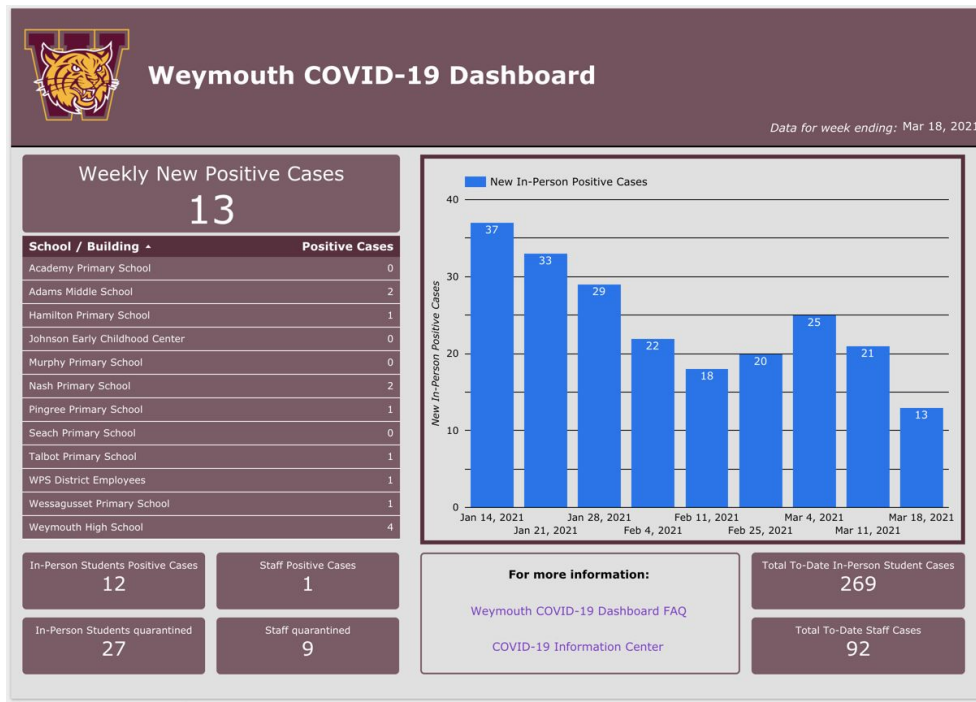 W
Weymouth COVID-19 Dashboard
Data for week ending: Mar 18, 2021
Weekly New Positive Cases
13
School / Building Positive Cases
Academy Primary School 0
Adams Middle School 2
Hamilton Primary School 1
Johnson Early Childhood Center 0
Murphy Primary School 0
Nash Primary School 2
Pingree Primary School 1
Seach Primary School 0
Talbot Primary School 1
WPS District Employees 1
Wessagusset Primary School 1
Weymouth High School 4
In-Person Students Positive Cases
12
Staff Positive Cases
1
In-Person Students quarantined
27
Staff quarantined
9
New In-Person Positive Cases
New In-Person Positive Cases
40
30
20
10
0
37
33
29
22
18
20
25
21
13
Jan 14, 2021
Jan 21, 2021
Jan 28, 2021
Feb 4, 2021
Feb 11, 2021
Feb 25, 2021
Mar 4, 2021
Mar 11, 2021
Mar 18, 2021
For more information:
Weymouth COVID-19 Dashboard FAQ
COVID-19 Information Center
Total To-Date In-Person Student Cases
269
Total To-Date Staff Cases
92